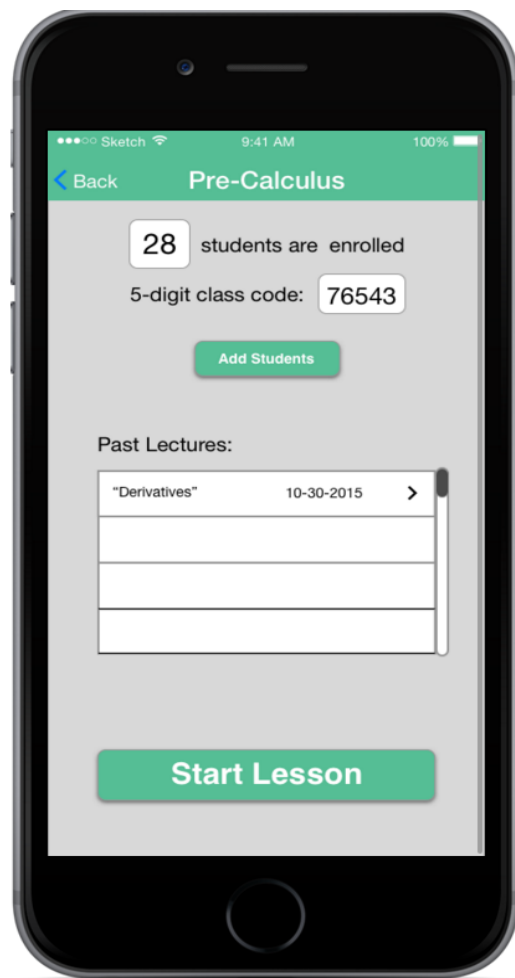 ●●●○○ Sketch 9:41 AM 100%
Back Pre-Calculus
28 students are enrolled
5-digit class code: 76543
Add Students
Past Lectures:
“Derivatives” 10-30-2015 >
Start Lesson